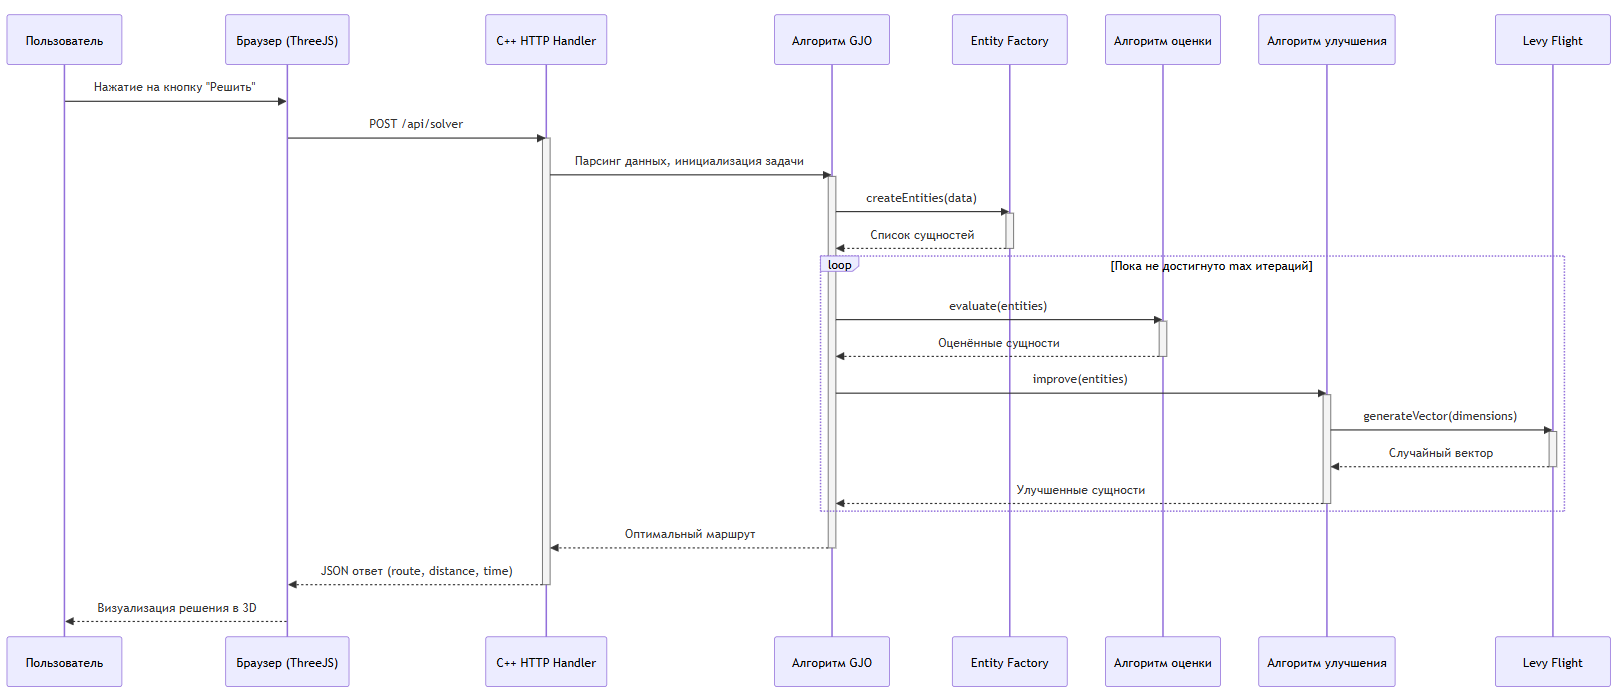 Пользователь
Браузер (ThreeJS)
C++ HTTP Handler
Алгоритм GJO
Entity Factory
Алгоритм оценки
Алгоритм улучшения
Levy Flight
Нажатие на кнопку "Решить"
POST /api/solver
Парсинг данных, инициализация задачи
createEntities(data)
Список сущностей
loop
[Пока не достигнуто max итераций]
evaluate(entities)
Оценённые сущности
improve(entities)
generateVector(dimensions)
Случайный вектор
Улучшенные сущности
Оптимальный маршрут
JSON ответ (route, distance, time)
Визуализация решения в 3D
Пользователь
Браузер (ThreeJS)
C++ HTTP Handler
Алгоритм GJO
Entity Factory
Алгоритм оценки
Алгоритм улучшения
Levy Flight